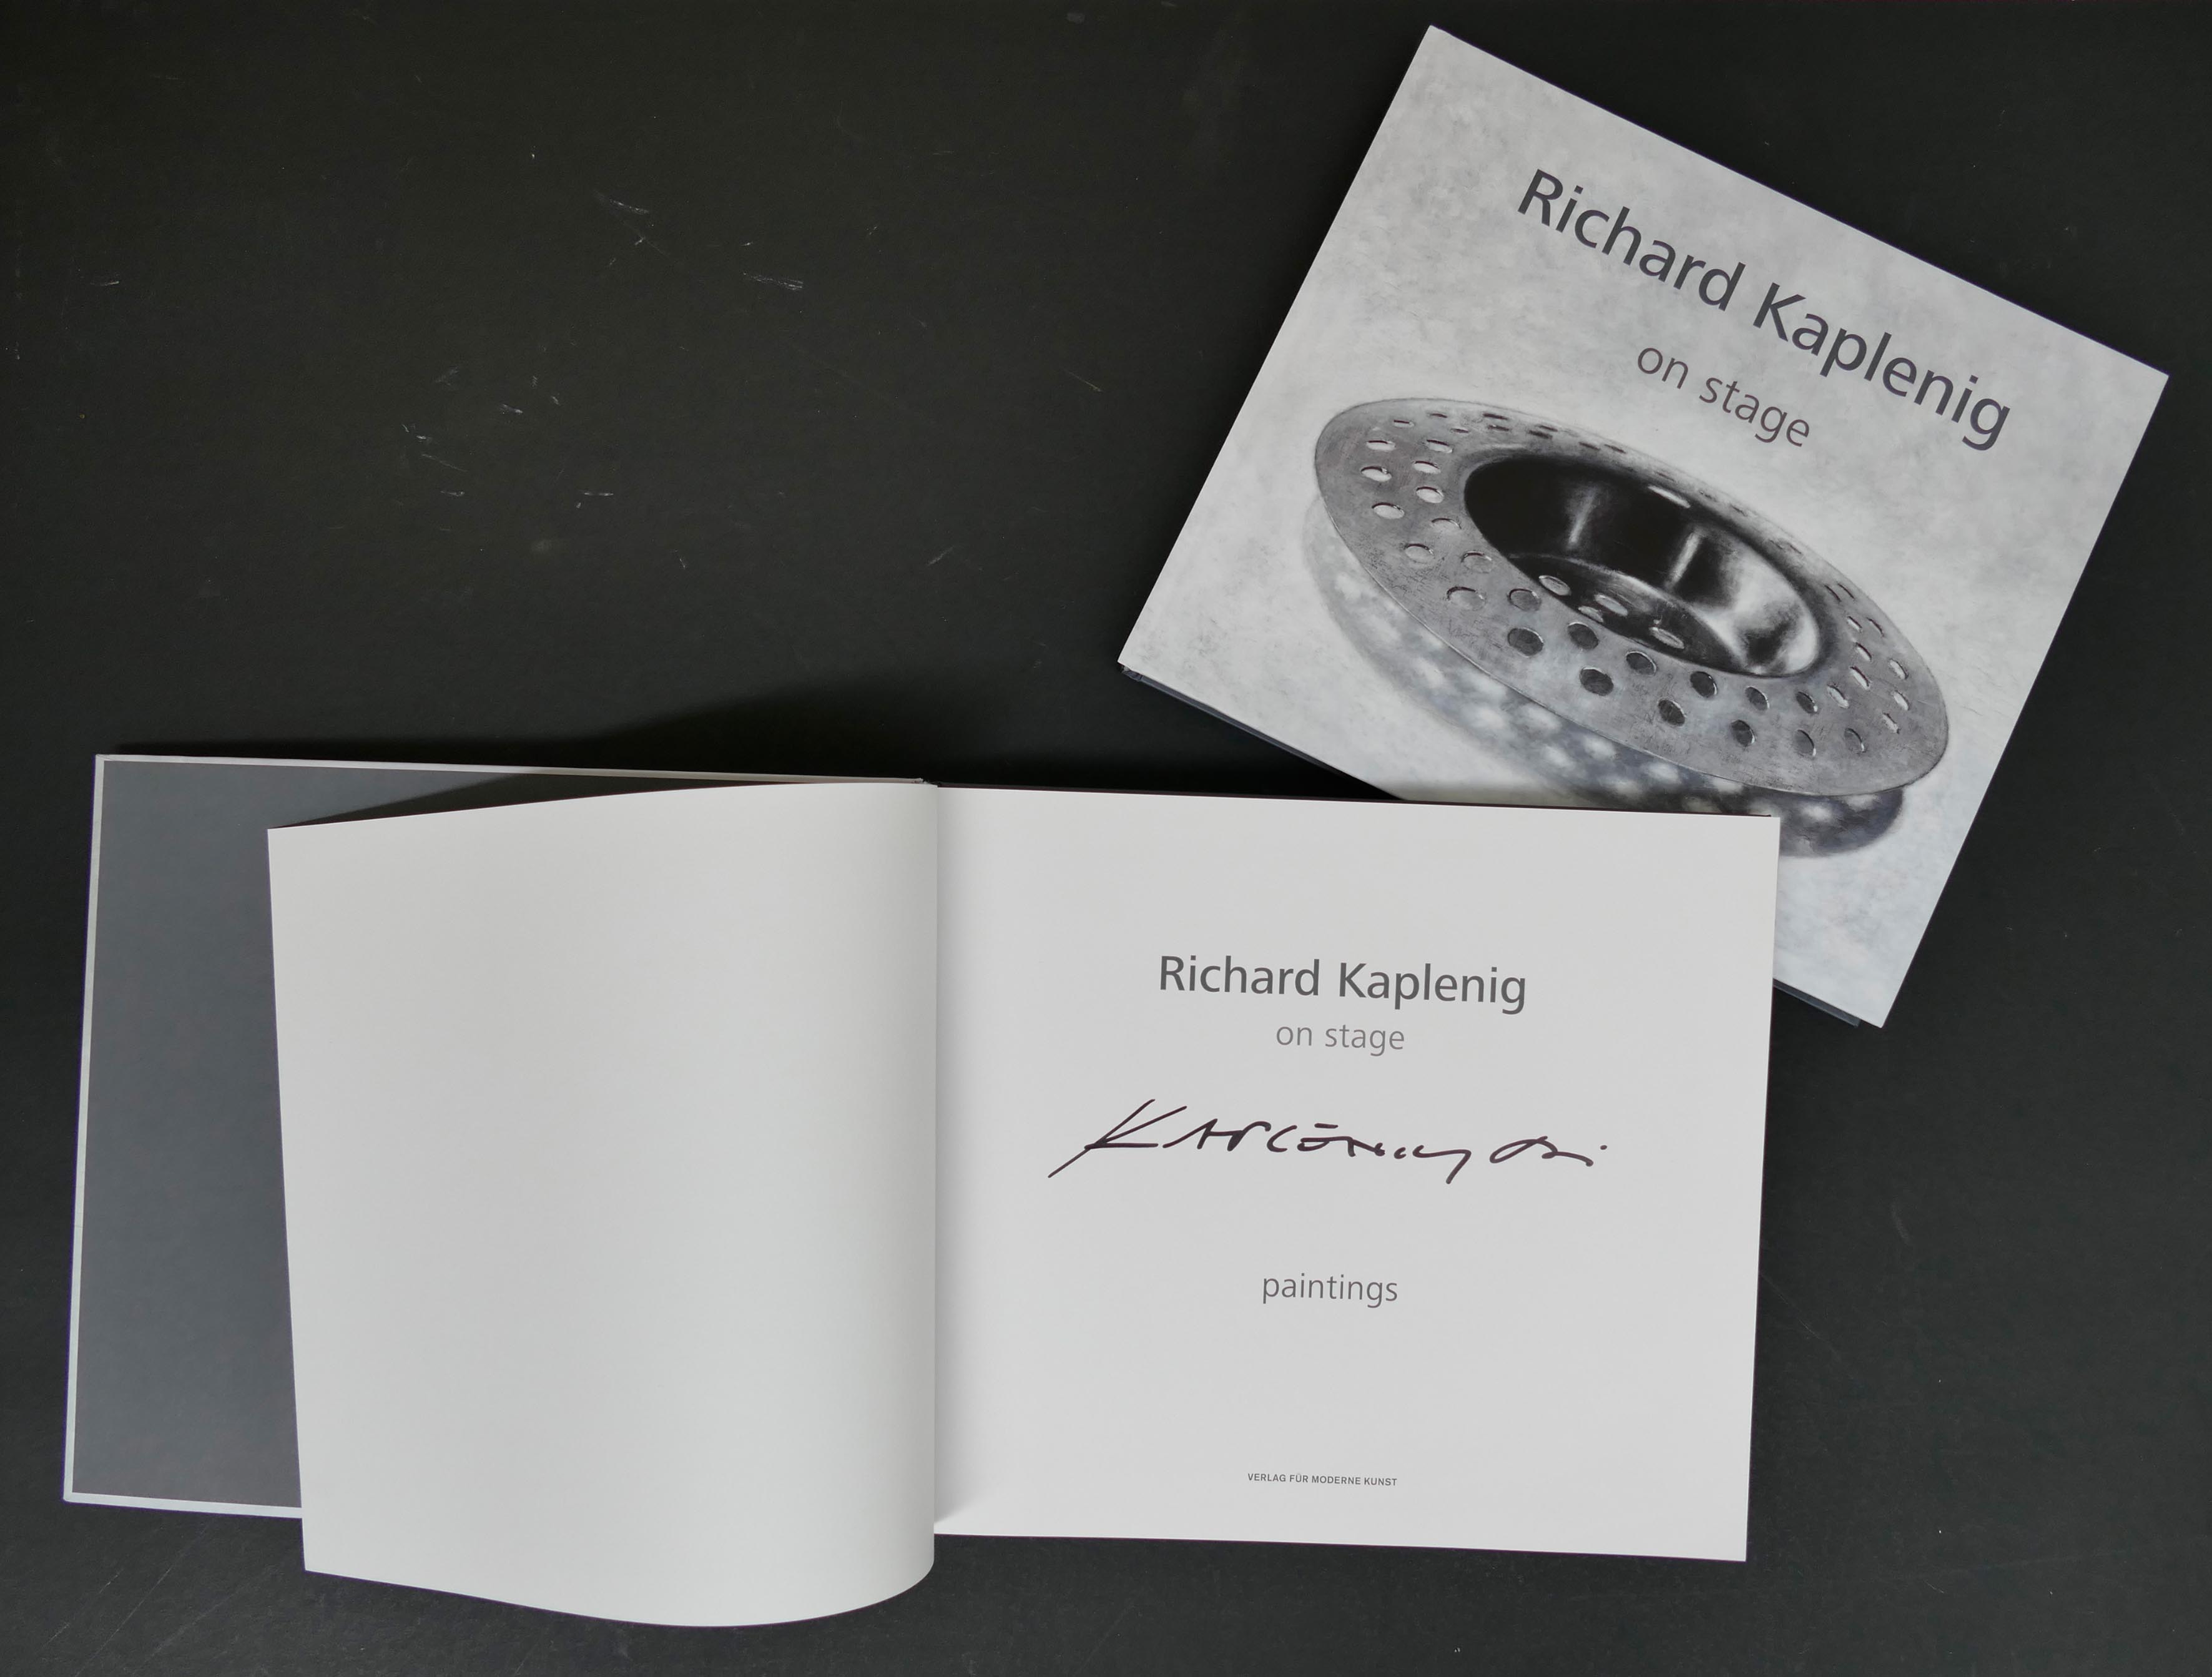 Richard Kaplenig
on stage
Richard Kaplenig
on stage
paintings
VERLAG FÜR MODERNE KUNST